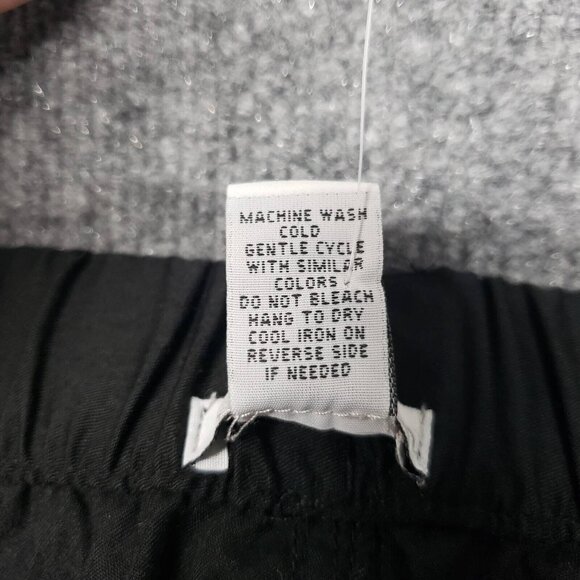 MACHINE WASH
COLD
GENTLE CYCLE
WITH SIMILAR
COLORS
DO NOT BLEACH
HANG TO DRY
COOL IRON ON
REVERSE SIDE
IF NEEDED